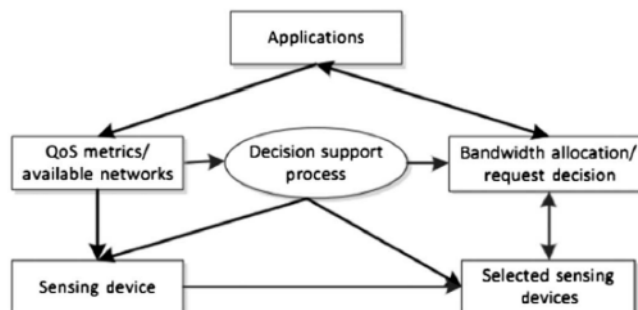 Applications
QoS metrics/
available networks
Decision support
process
Bandwidth allocation/
request decision
Sensing device
Selected sensing
devices